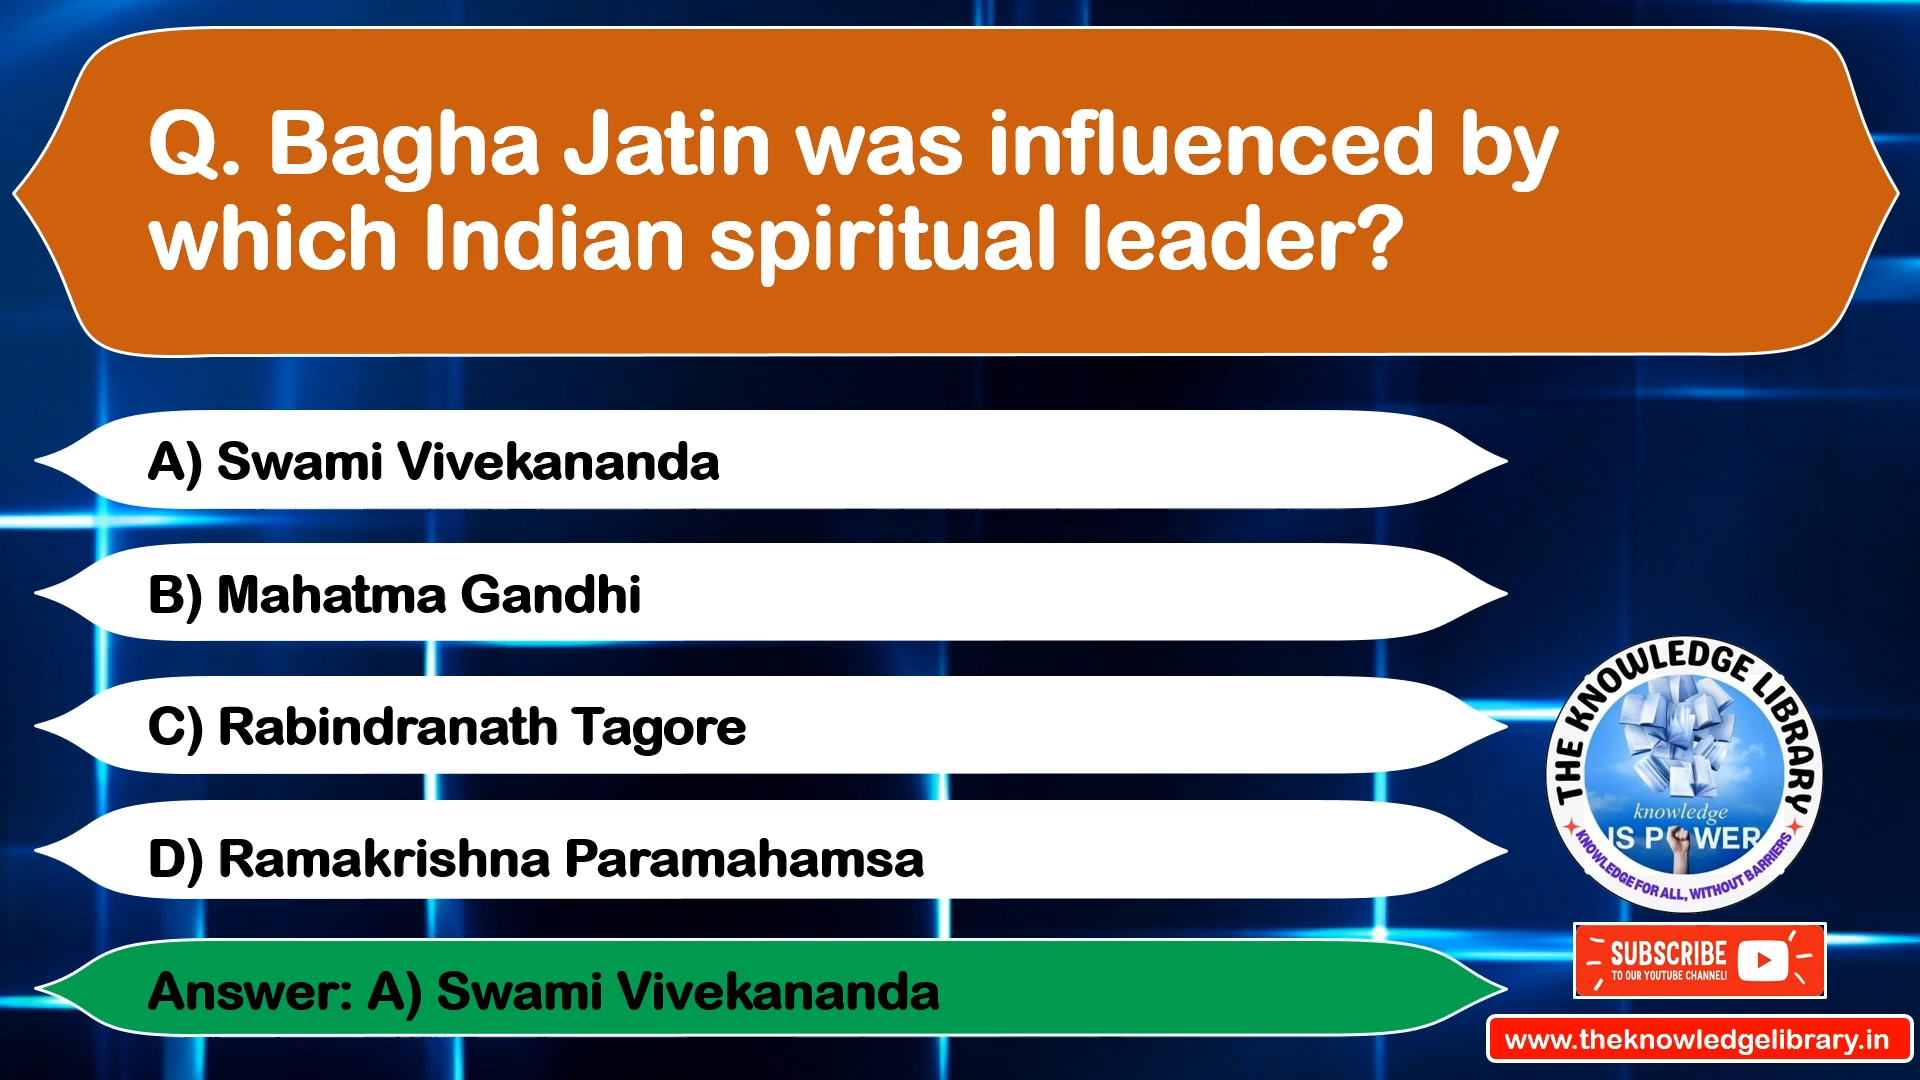 Q. Bagha Jatin was influenced by
which Indian spiritual leader?
A) Swami Vivekananda
B) Mahatma Gandhi
C) Rabindranath Tagore
D) Ramakrishna Paramahamsa
Answer: A) Swami Vivekananda
THE KNOWLEDGE LIBRARY
knowledge
IS P WER
KNOWLEDGE FOR ALL, WITHOUT BARRIERS
SUBSCRIBE
TO OUR YOUTUBE CHANNEL!
www.theknowledgelibrary.in